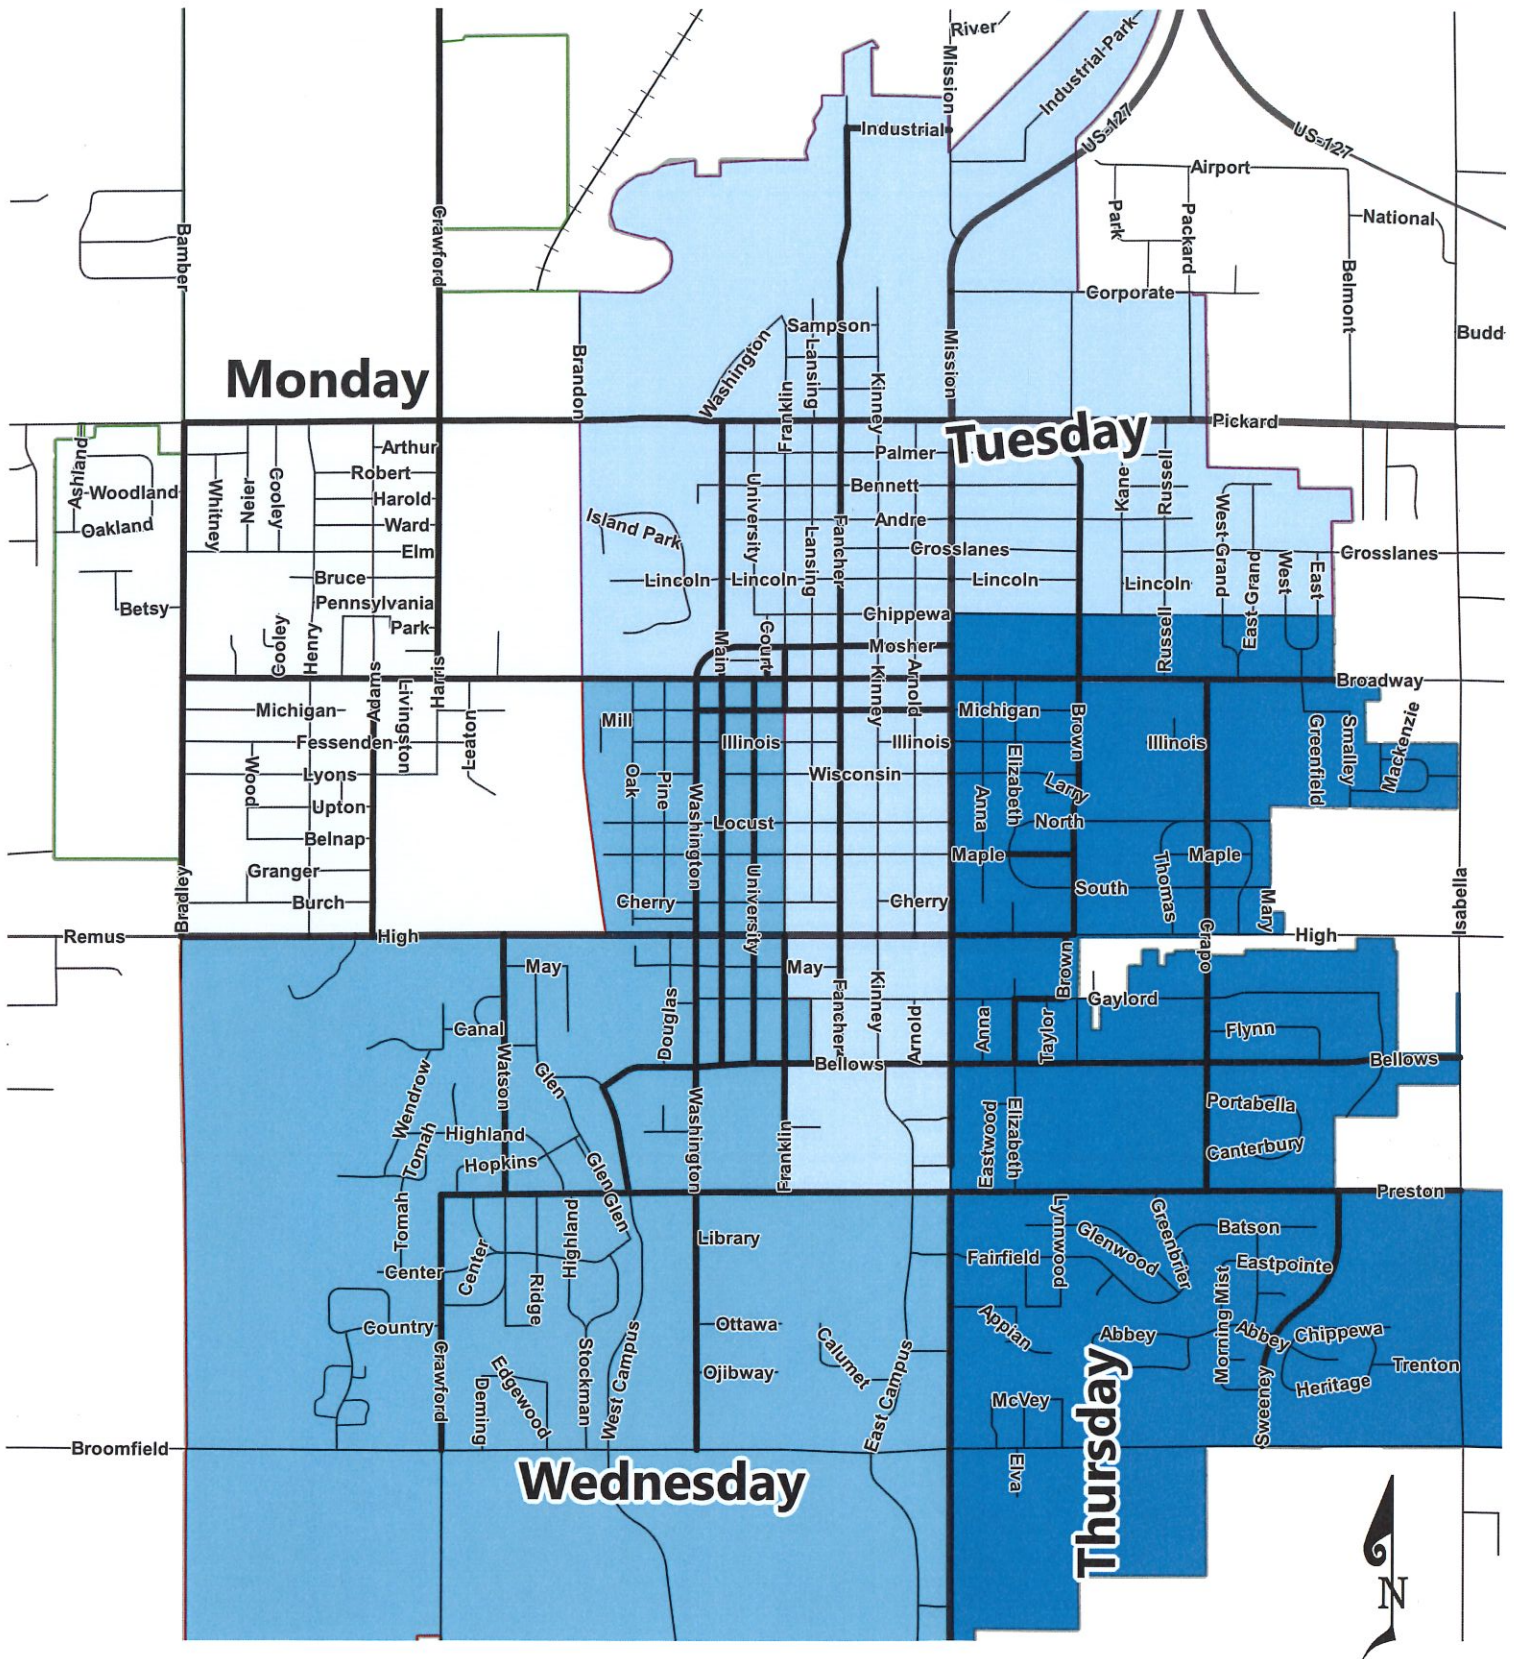 River
Mission
Industrial-Park
Industrial
US-127
US-127
Airport
Park
Packard
National
Belmont
Bamber
Crawford
Corporate
Budd
Sampson
Washington
Lansing
Franklin
Kinney
Mission
Brandon
Monday
Tuesday
Pickard
Ashland
Woodland
Oakland
Betsy
Whitney
Neier
Cooley
Arthur
Robert
Harold
Ward
Elm
Bruce
Pennsylvania
Park
Cooley
Henry
Adams
Harris
Livingston
Island Park
University
Palmer
Bennett
Andre
Fancher
Lansing
Crosslanes
Lincoln
Lincoln
Lincoln
Chippewa
Main
Court
Mosher
Kinney
Arnold
Kane
Russell
Lincoln
Russell
West-Grand
East-Grand
West
East
Crosslanes
Broadway
Michigan
Fessenden
Wood
Lyons
Upton
Belnap
Granger
Burch
Leaton
Bradley
Mill
Oak
Pine
Washington
Illinois
Illinois
Wisconsin
Locust
University
Cherry
Cherry
Michigan
Brown
Elizabeth
Larry
Anna
North
Maple
South
Illinois
Thomas
Maple
Mary
Greenfield
Smalley
Mackenzie
Isabella
Remus
High
High
May
May
Canal
Watson
Douglas
Fancher
Kinney
Arnold
Anna
Taylor
Brown
Gaylord
Crapo
Flynn
Bellows
Bellows
Wendrow
Glen
Highland
Hopkins
Tomah
Glen
Washington
Franklin
Eastwood
Elizabeth
Portabella
Canterbury
Preston
Tomah
Center
Center
Highland
Glen
Ridge
Library
Country
Crawford
Deming
Edgewood
Stockman
West Campus
Ottawa
Ojibway
Calumet
East Campus
Fairfield
Lynnwood
Glenwood
Greenbrier
Batson
Eastpointe
Morning Mist
Appian
Abbey
Abbey
Chippewa
Trenton
Heritage
Sweeney
McVey
Elva
Broomfield
Wednesday
Thursday
N